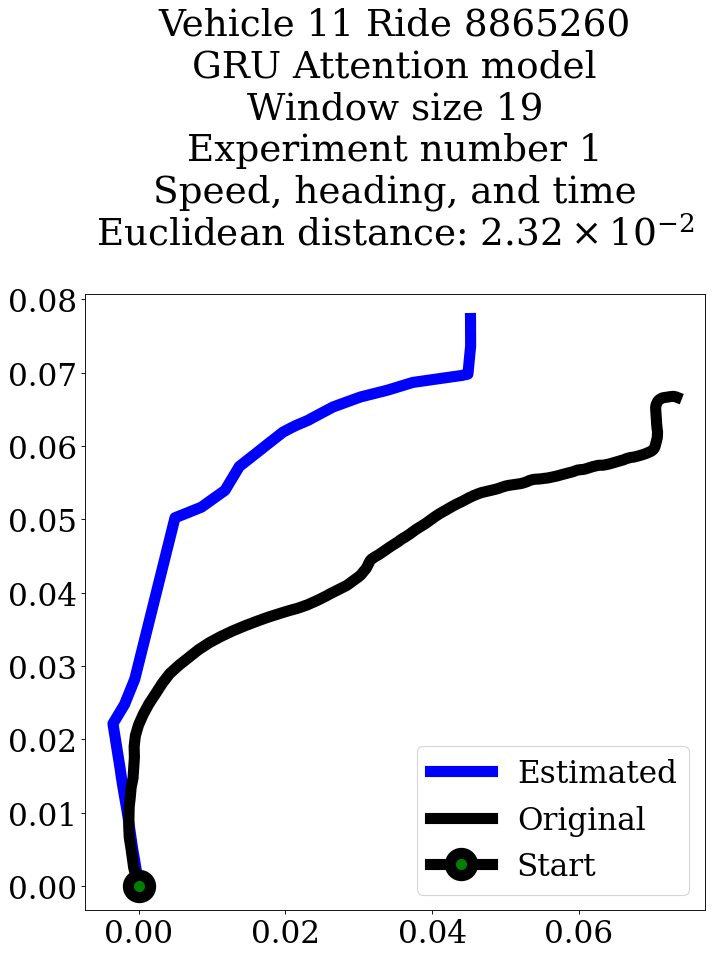 Vehicle 11 Ride 8865260
GRU Attention model
Window size 19
Experiment number 1
Speed, heading, and time
Euclidean distance: 2.32 × 10⁻²
0.08
0.07
0.06
0.05
0.04
0.03
0.02
0.01
0.00
Estimated
Original
Start
0.00 0.02 0.04 0.06